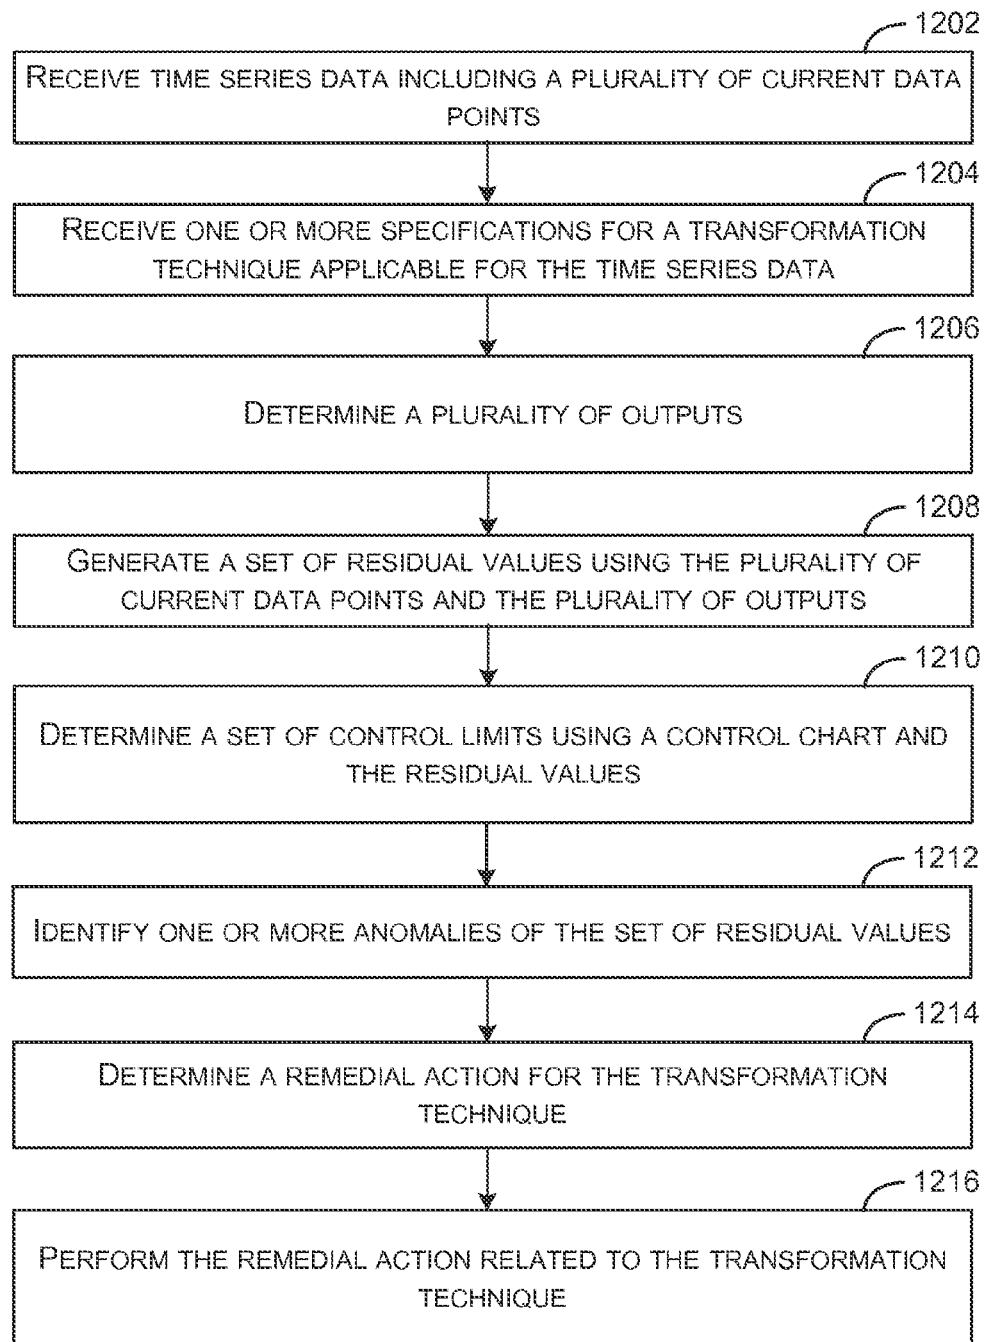 1202
RECEIVE TIME SERIES DATA INCLUDING A PLURALITY OF CURRENT DATA
POINTS
1204
RECEIVE ONE OR MORE SPECIFICATIONS FOR A TRANSFORMATION
TECHNIQUE APPLICABLE FOR THE TIME SERIES DATA
1206
DETERMINE A PLURALITY OF OUTPUTS
1208
GENERATE A SET OF RESIDUAL VALUES USING THE PLURALITY OF
CURRENT DATA POINTS AND THE PLURALITY OF OUTPUTS
1210
DETERMINE A SET OF CONTROL LIMITS USING A CONTROL CHART AND
THE RESIDUAL VALUES
1212
IDENTIFY ONE OR MORE ANOMALIES OF THE SET OF RESIDUAL VALUES
1214
DETERMINE A REMEDIAL ACTION FOR THE TRANSFORMATION
TECHNIQUE
1216
PERFORM THE REMEDIAL ACTION RELATED TO THE TRANSFORMATION
TECHNIQUE